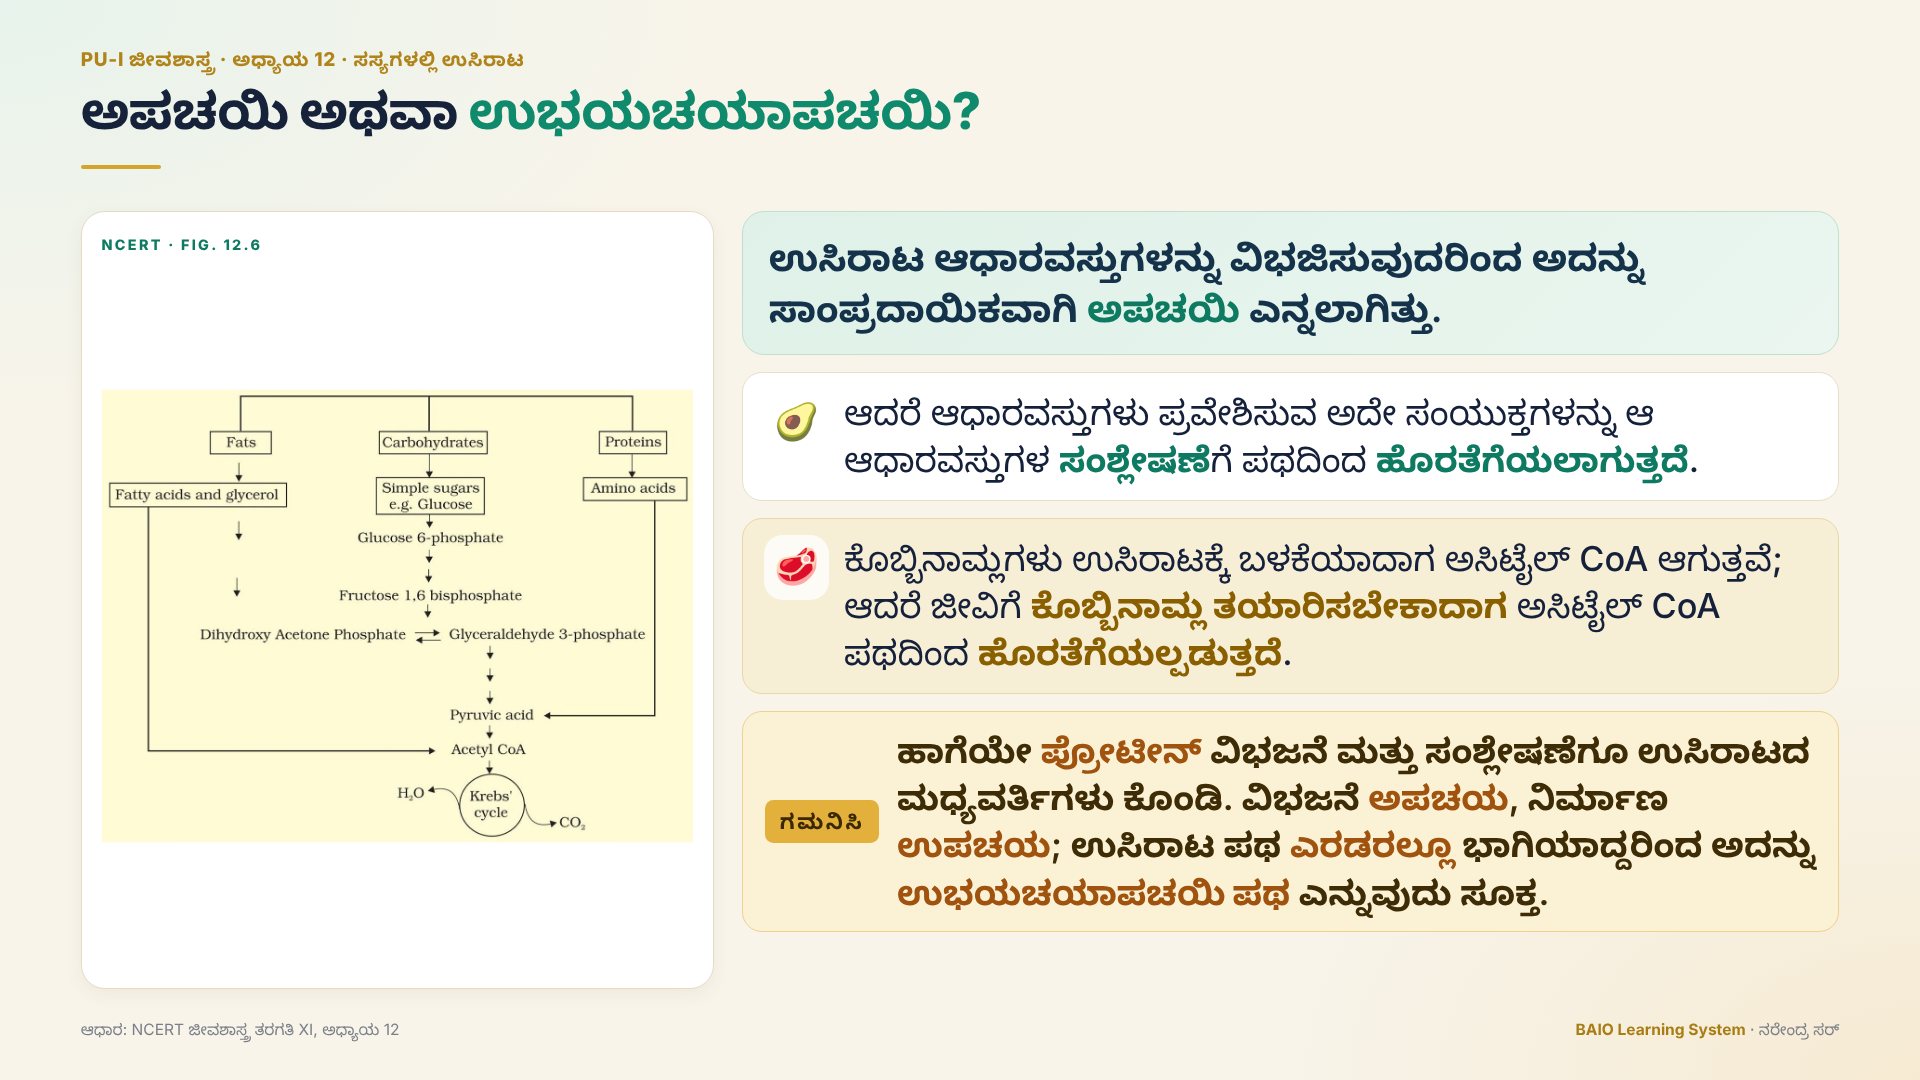 PU-I ಜೀವಶಾಸ್ತ್ರ · ಅಧ್ಯಾಯ 12 · ಸಸ್ಯಗಳಲ್ಲಿ ಉಸಿರಾಟ
ಅಪಚಯಿ ಅಥವಾ ಉಭಯಚಯಾಪಚಯಿ?
NCERT · FIG. 12.6
Fats
Carbohydrates
Proteins
Fatty acids and glycerol
Simple sugars
e.g. Glucose
Amino acids
Glucose 6-phosphate
Fructose 1,6 bisphosphate
Dihydroxy Acetone Phosphate
Glyceraldehyde 3-phosphate
Pyruvic acid
Acetyl CoA
H₂O
Krebs’
cycle
CO₂
ಉಸಿರಾಟ ಆಧಾರವಸ್ತುಗಳನ್ನು ವಿಭಜಿಸುವುದರಿಂದ ಅದನ್ನು
ಸಾಂಪ್ರದಾಯಿಕವಾಗಿ ಅಪಚಯಿ ಎನ್ನಲಾಗಿತ್ತು.
ಆದರೆ ಆಧಾರವಸ್ತುಗಳು ಪ್ರವೇಶಿಸುವ ಅದೇ ಸಂಯುಕ್ತಗಳನ್ನು ಆ
ಆಧಾರವಸ್ತುಗಳ ಸಂಶ್ಲೇಷಣೆಗೆ ಪಥದಿಂದ ಹೊರತೆಗೆಯಲಾಗುತ್ತದೆ.
ಕೊಬ್ಬಿನಾಮ್ಲಗಳು ಉಸಿರಾಟಕ್ಕೆ ಬಳಕೆಯಾದಾಗ ಅಸಿಟೈಲ್ CoA ಆಗುತ್ತವೆ;
ಆದರೆ ಜೀವಿಗೆ ಕೊಬ್ಬಿನಾಮ್ಲ ತಯಾರಿಸಬೇಕಾದಾಗ ಅಸಿಟೈಲ್ CoA
ಪಥದಿಂದ ಹೊರತೆಗೆಯಲ್ಪಡುತ್ತದೆ.
ಗಮನಿಸಿ
ಹಾಗೆಯೇ ಪ್ರೋಟೀನ್ ವಿಭಜನೆ ಮತ್ತು ಸಂಶ್ಲೇಷಣೆಗೂ ಉಸಿರಾಟದ
ಮಧ್ಯವರ್ತಿಗಳು ಕೊಂಡಿ. ವಿಭಜನೆ ಅಪಚಯ, ನಿರ್ಮಾಣ
ಉಪಚಯ; ಉಸಿರಾಟ ಪಥ ಎರಡರಲ್ಲೂ ಭಾಗಿಯಾದ್ದರಿಂದ ಅದನ್ನು
ಉಭಯಚಯಾಪಚಯಿ ಪಥ ಎನ್ನುವುದು ಸೂಕ್ತ.
ಆಧಾರ: NCERT ಜೀವಶಾಸ್ತ್ರ ತರಗತಿ XI, ಅಧ್ಯಾಯ 12
BAIO Learning System · ನರೇಂದ್ರ ಸರ್